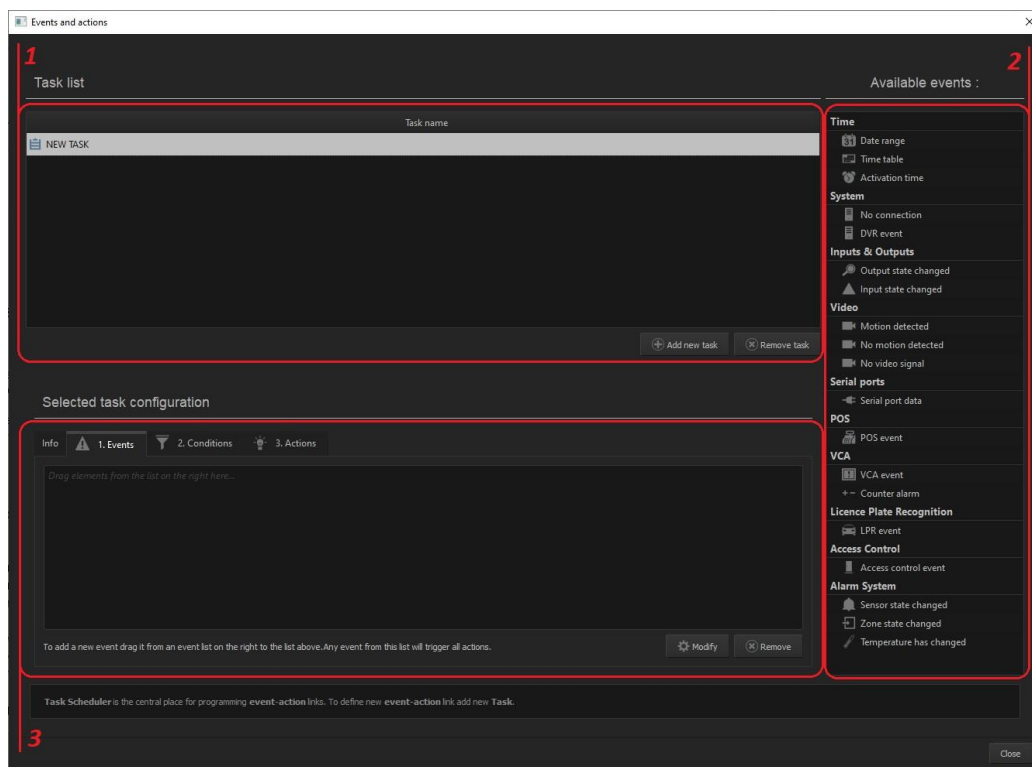 Events and actions
1
2
Task list
Available events :
Task name
NEW TASK
Add new task
Remove task
Time
31 Date range
Time table
Activation time
System
No connection
DVR event
Inputs & Outputs
Output state changed
Input state changed
Video
Motion detected
No motion detected
No video signal
Serial ports
Serial port data
POS
POS event
VCA
VCA event
Counter alarm
Licence Plate Recognition
LPR event
Access Control
Access control event
Alarm System
Sensor state changed
Zone state changed
Temperature has changed
Selected task configuration
Info 1. Events 2. Conditions 3. Actions
Drag elements from the list on the right here...
To add a new event drag it from an event list on the right to the list above. Any event from this list will trigger all actions.
Modify
Remove
Task Scheduler is the central place for programming event-action links. To define new event-action link add new Task.
3
Close